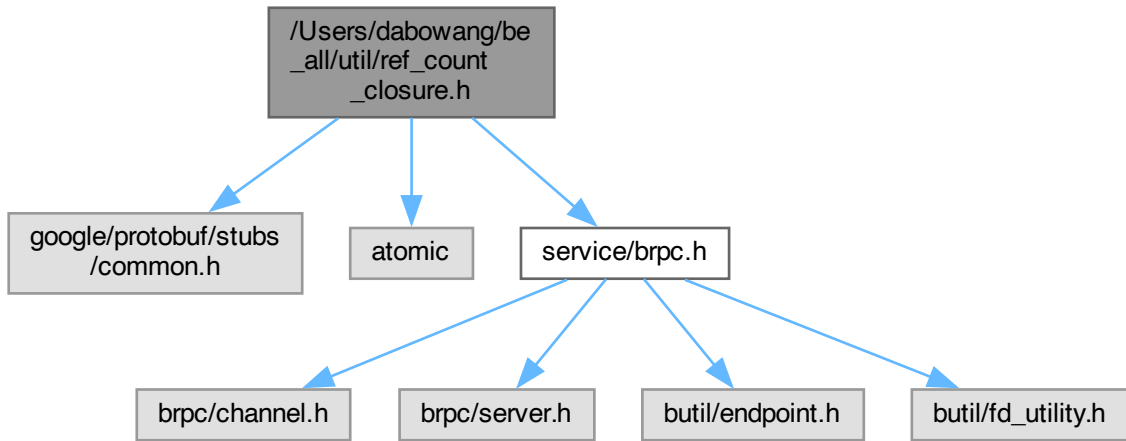 /Users/dabowang/be
_all/util/ref_count
_closure.h
google/protobuf/stubs
/common.h
atomic
service/brpc.h
brpc/channel.h
brpc/server.h
butil/endpoint.h
butil/fd_utility.h